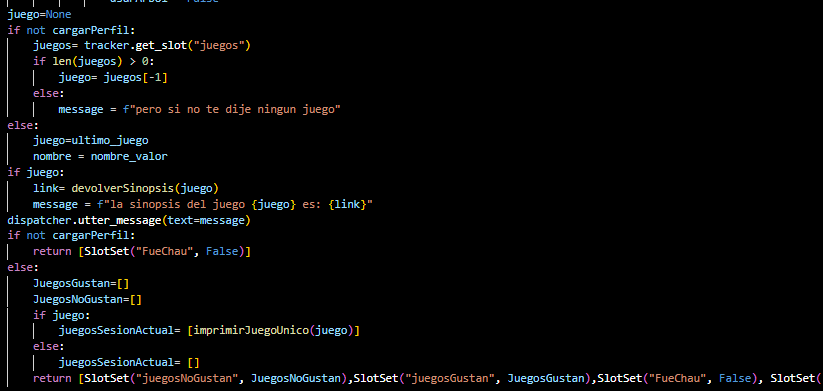 juego=None
if not cargarPerfil:
    juegos= tracker.get_slot("juegos")
    if len(juegos) > 0:
        juego= juegos[-1]
    else:
        message = f"pero si no te dije ningun juego"
else:
    juego=ultimo_juego
    nombre = nombre_valor
if juego:
    link= devolverSinopsis(juego)
    message = f"la sinopsis del juego {juego} es: {link}"
dispatcher.utter_message(text=message)
if not cargarPerfil:
    return [SlotSet("FueChau", False)]
else:
    JuegosGustan=[]
    JuegosNoGustan=[]
    if juego:
        juegosSesionActual= [imprimirJuegoUnico(juego)]
    else:
        juegosSesionActual= []
    return [SlotSet("juegosNoGustan", JuegosNoGustan),SlotSet("juegosGustan", JuegosGustan),SlotSet("FueChau", False), SlotSet(